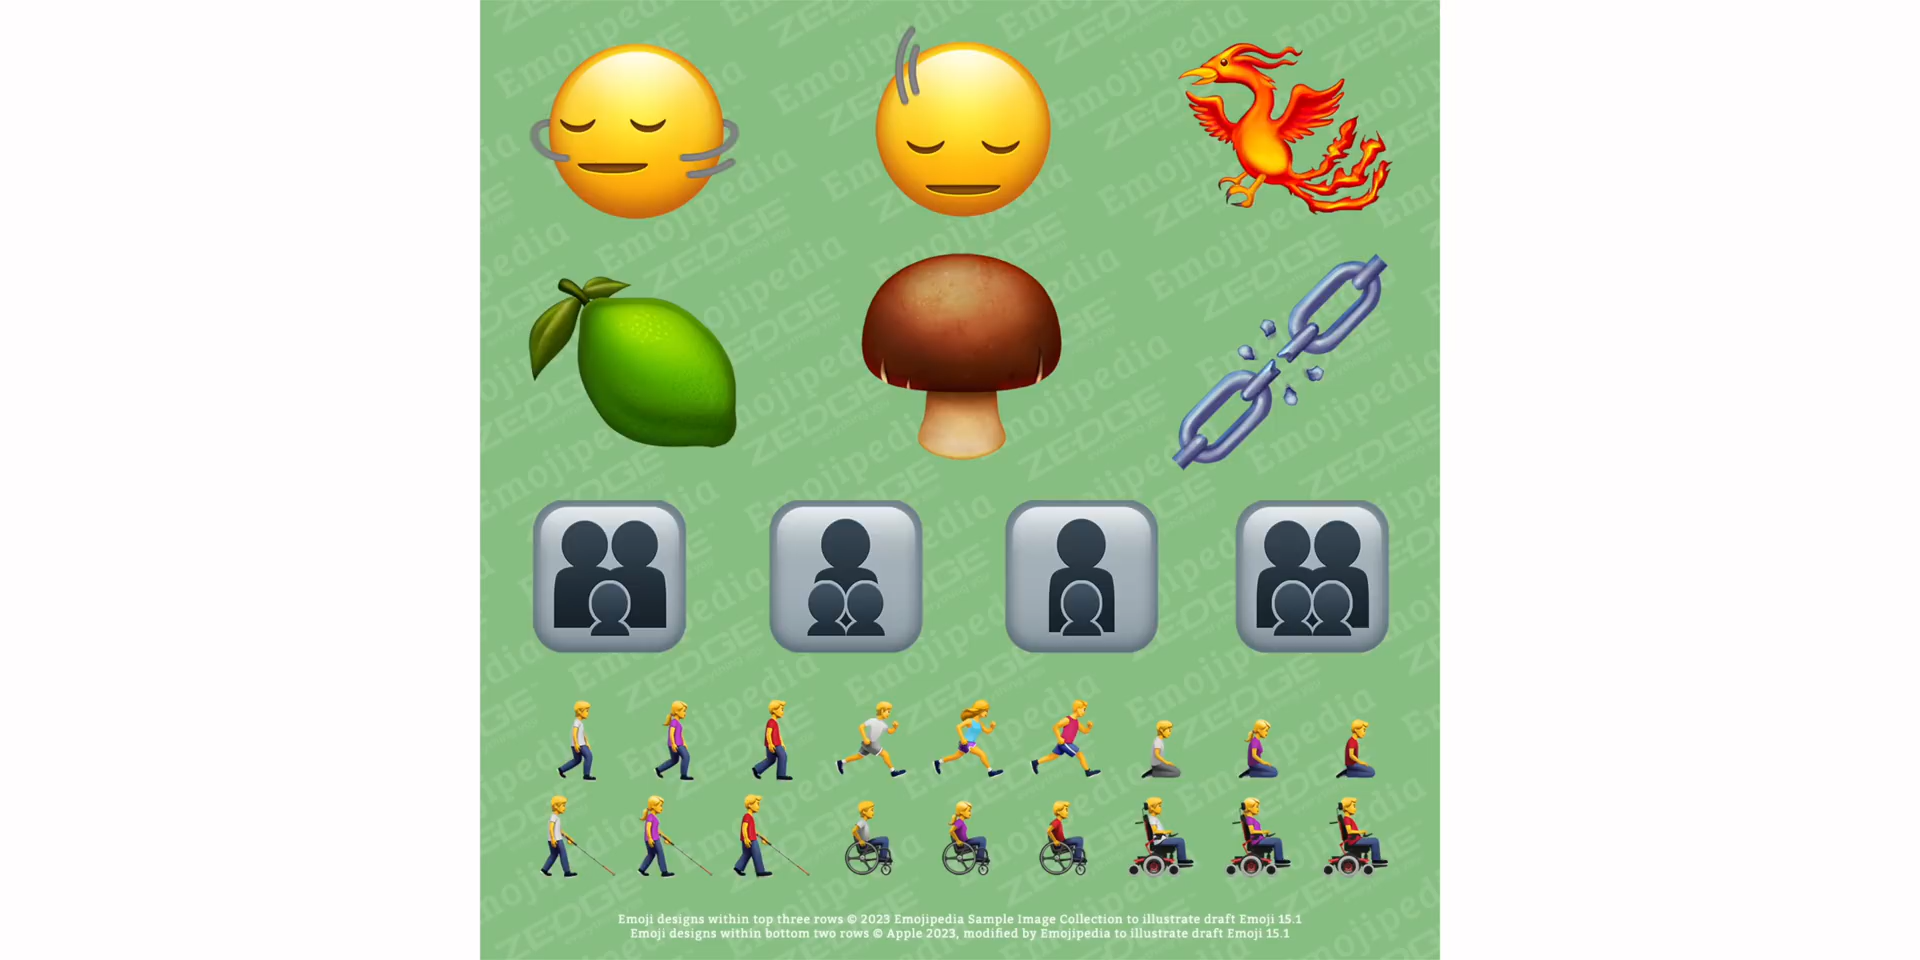 Emoji designs within top three rows © 2023 Emojipedia Sample Image Collection to illustrate draft Emoji 15.1
Emoji designs within bottom two rows © Apple 2023, modified by Emojipedia to illustrate draft Emoji 15.1